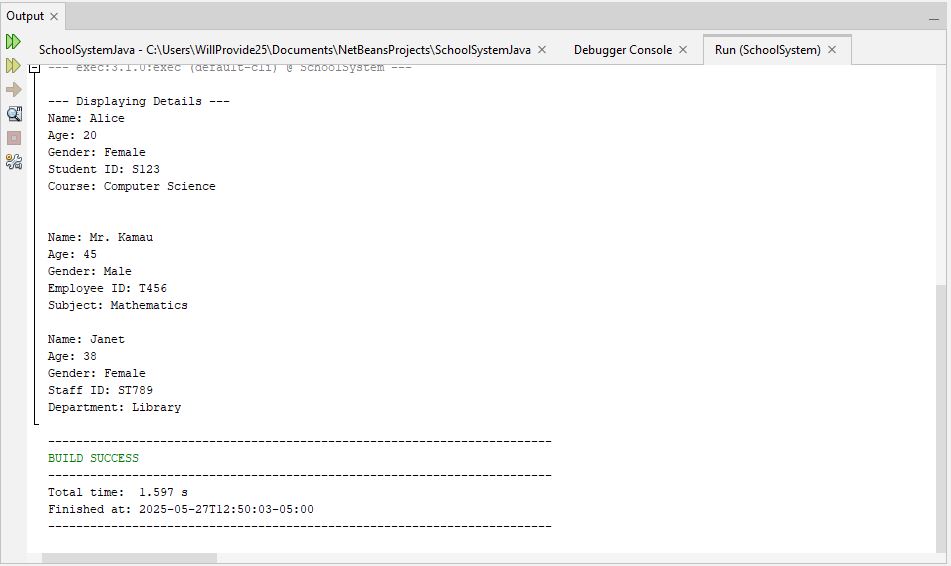 Output
SchoolSystemJava - C:\Users\WillProvide25\Documents\NetBeansProjects\SchoolSystemJava
Debugger Console
Run (SchoolSystem)
--- exec:3.1.0:exec (default-cli) @ SchoolSystem ---
--- Displaying Details ---
Name: Alice
Age: 20
Gender: Female
Student ID: S123
Course: Computer Science
Name: Mr. Kamau
Age: 45
Gender: Male
Employee ID: T456
Subject: Mathematics
Name: Janet
Age: 38
Gender: Female
Staff ID: ST789
Department: Library
------------------------------------------------------------------------
BUILD SUCCESS
------------------------------------------------------------------------
Total time:  1.597 s
Finished at: 2025-05-27T12:50:03-05:00
------------------------------------------------------------------------